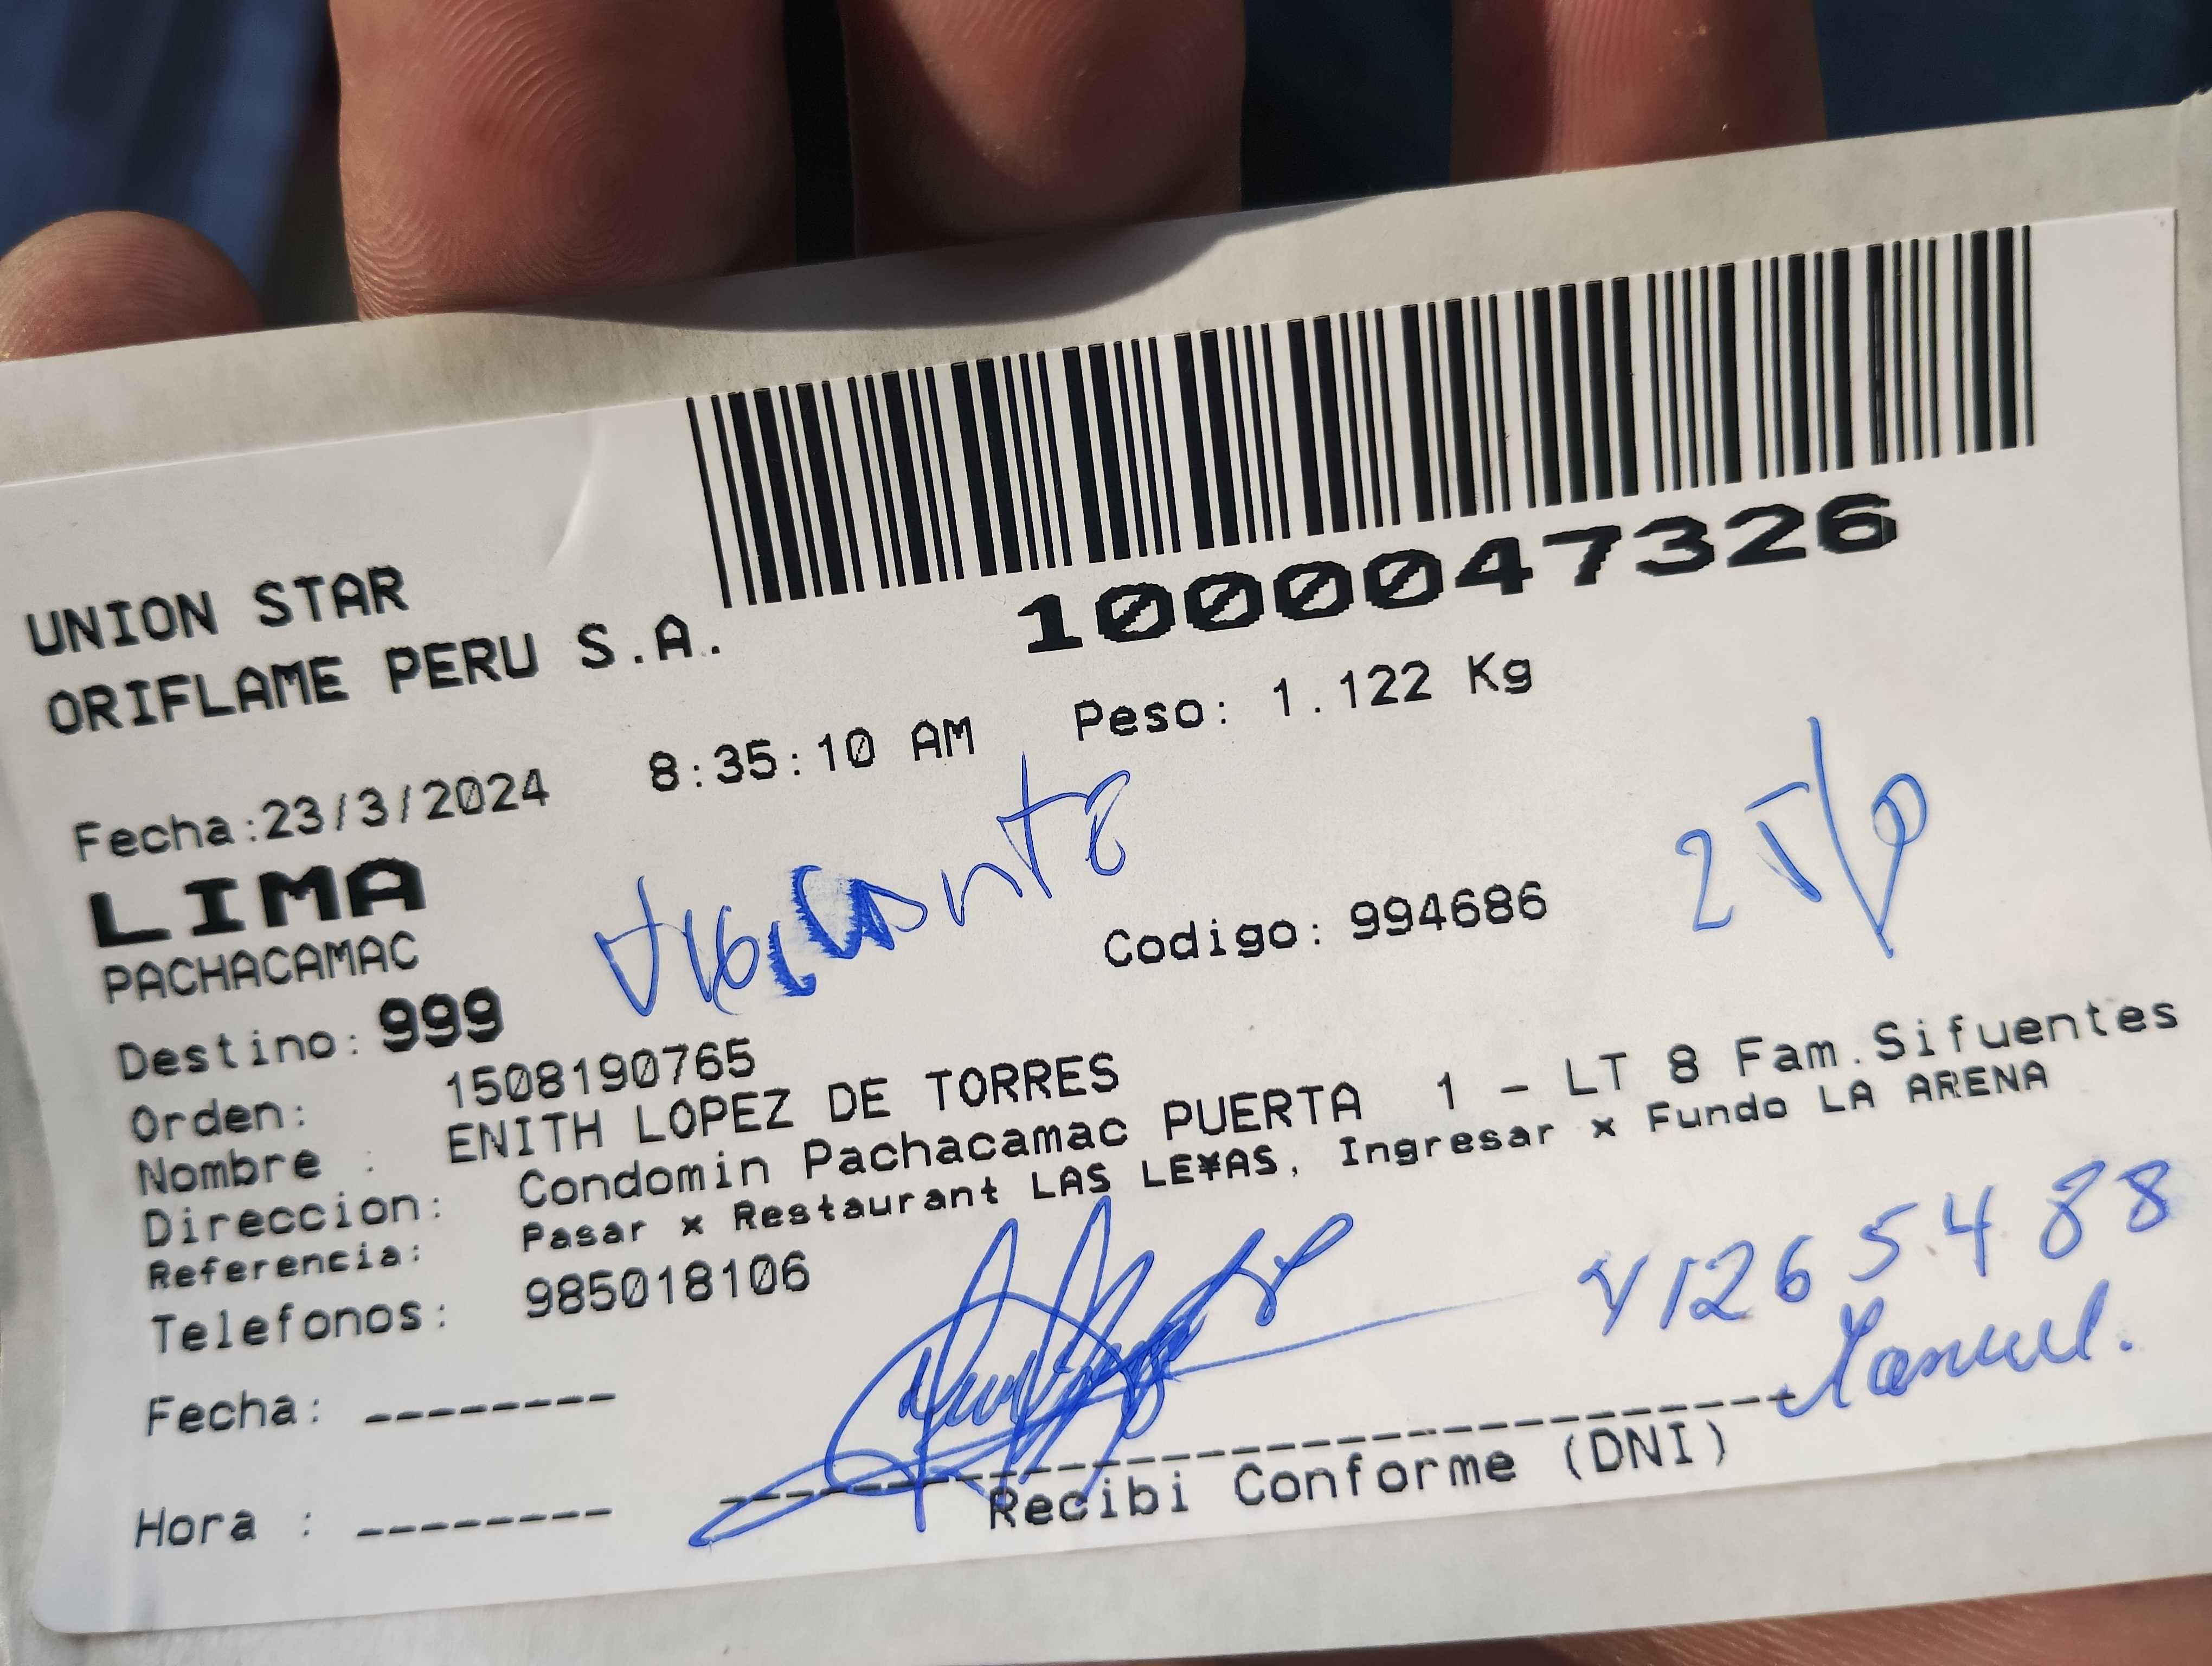 1000047326
UNION STAR
ORIFLAME PERU S.A.
Fecha:23/3/2024 8:35:10 AM Peso: 1.122 Kg
LIMA
PACHACAMAC
Destino: 999 Codigo: 994686
Orden: 1508190765
Nombre : ENITH LOPEZ DE TORRES
Direccion: Condomin Pachacamac PUERTA 1 - LT 8 Fam.Sifuentes
Referencia: Pasar x Restaurant LAS LE¥AS, Ingresar x Fundo LA ARENA
Telefonos: 985018106
41265488
Manuel.
Fecha: --------
Recibi Conforme (DNI)
Hora : --------